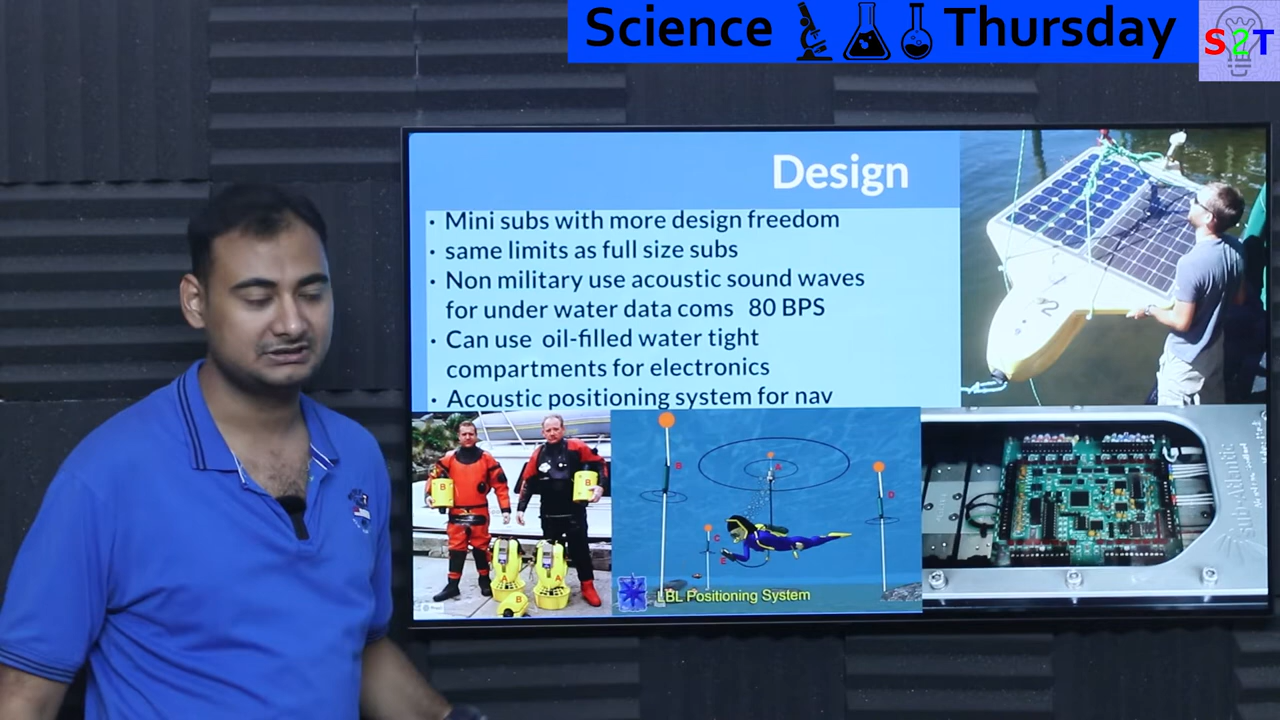 Science Thursday
S2T
Design
• Mini subs with more design freedom
• same limits as full size subs
• Non military use acoustic sound waves
for under water data coms 80 BPS
• Can use oil-filled water tight
compartments for electronics
• Acoustic positioning system for nav
B
B
A
A
B
B
A
D
C
E
LBL Positioning System
sub-Atlantic